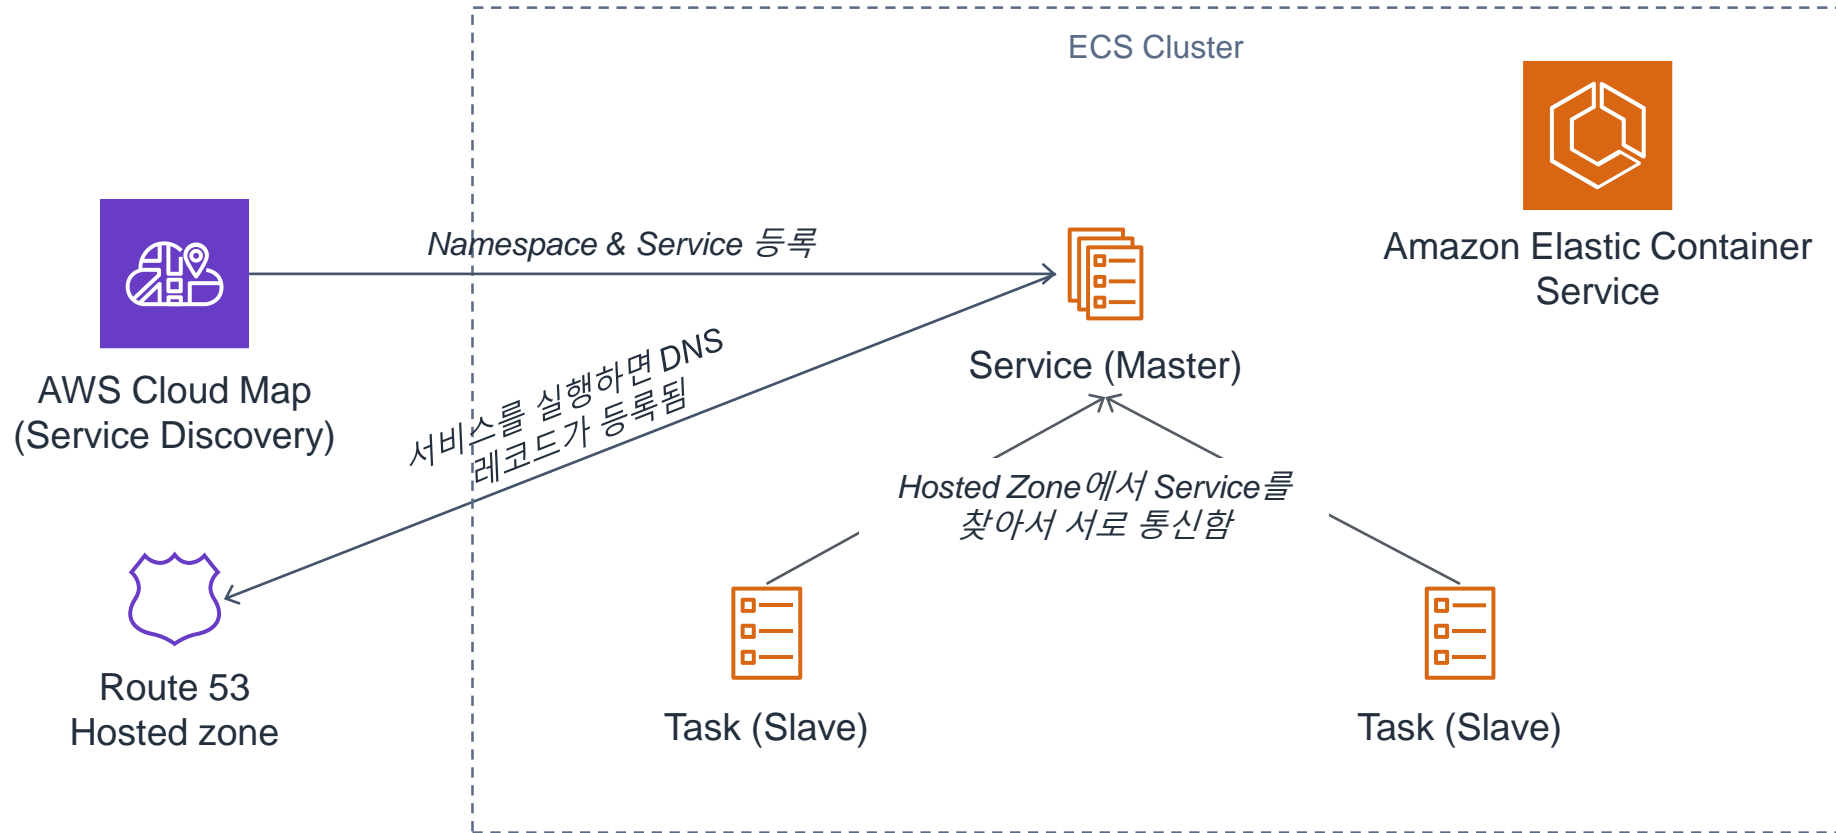 ECS Cluster
Amazon Elastic Container
Service
Namespace & Service 등록
Service (Master)
AWS Cloud Map
(Service Discovery)
서비스를 실행하면 DNS
레코드가 등록됨
Hosted Zone에서 Service를
찾아서 서로 통신함
Route 53
Hosted zone
Task (Slave)
Task (Slave)